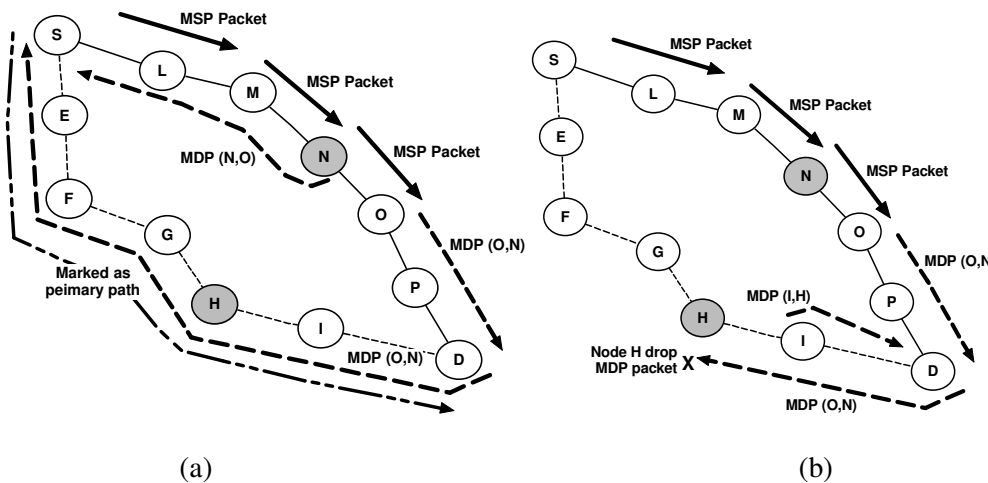 MSP Packet
S
L
MSP Packet
M
E
MDP (N,O)
N
MSP Packet
F
O
G
MDP (O,N)
Marked as
peimary path
P
H
I
MDP (O,N)
D
(a)
MSP Packet
S
L
MSP Packet
M
E
MSP Packet
N
F
O
G
MDP (O,N
MDP (I,H)
P
H
I
Node H drop
MDP packet
X
D
MDP (O,N)
(b)